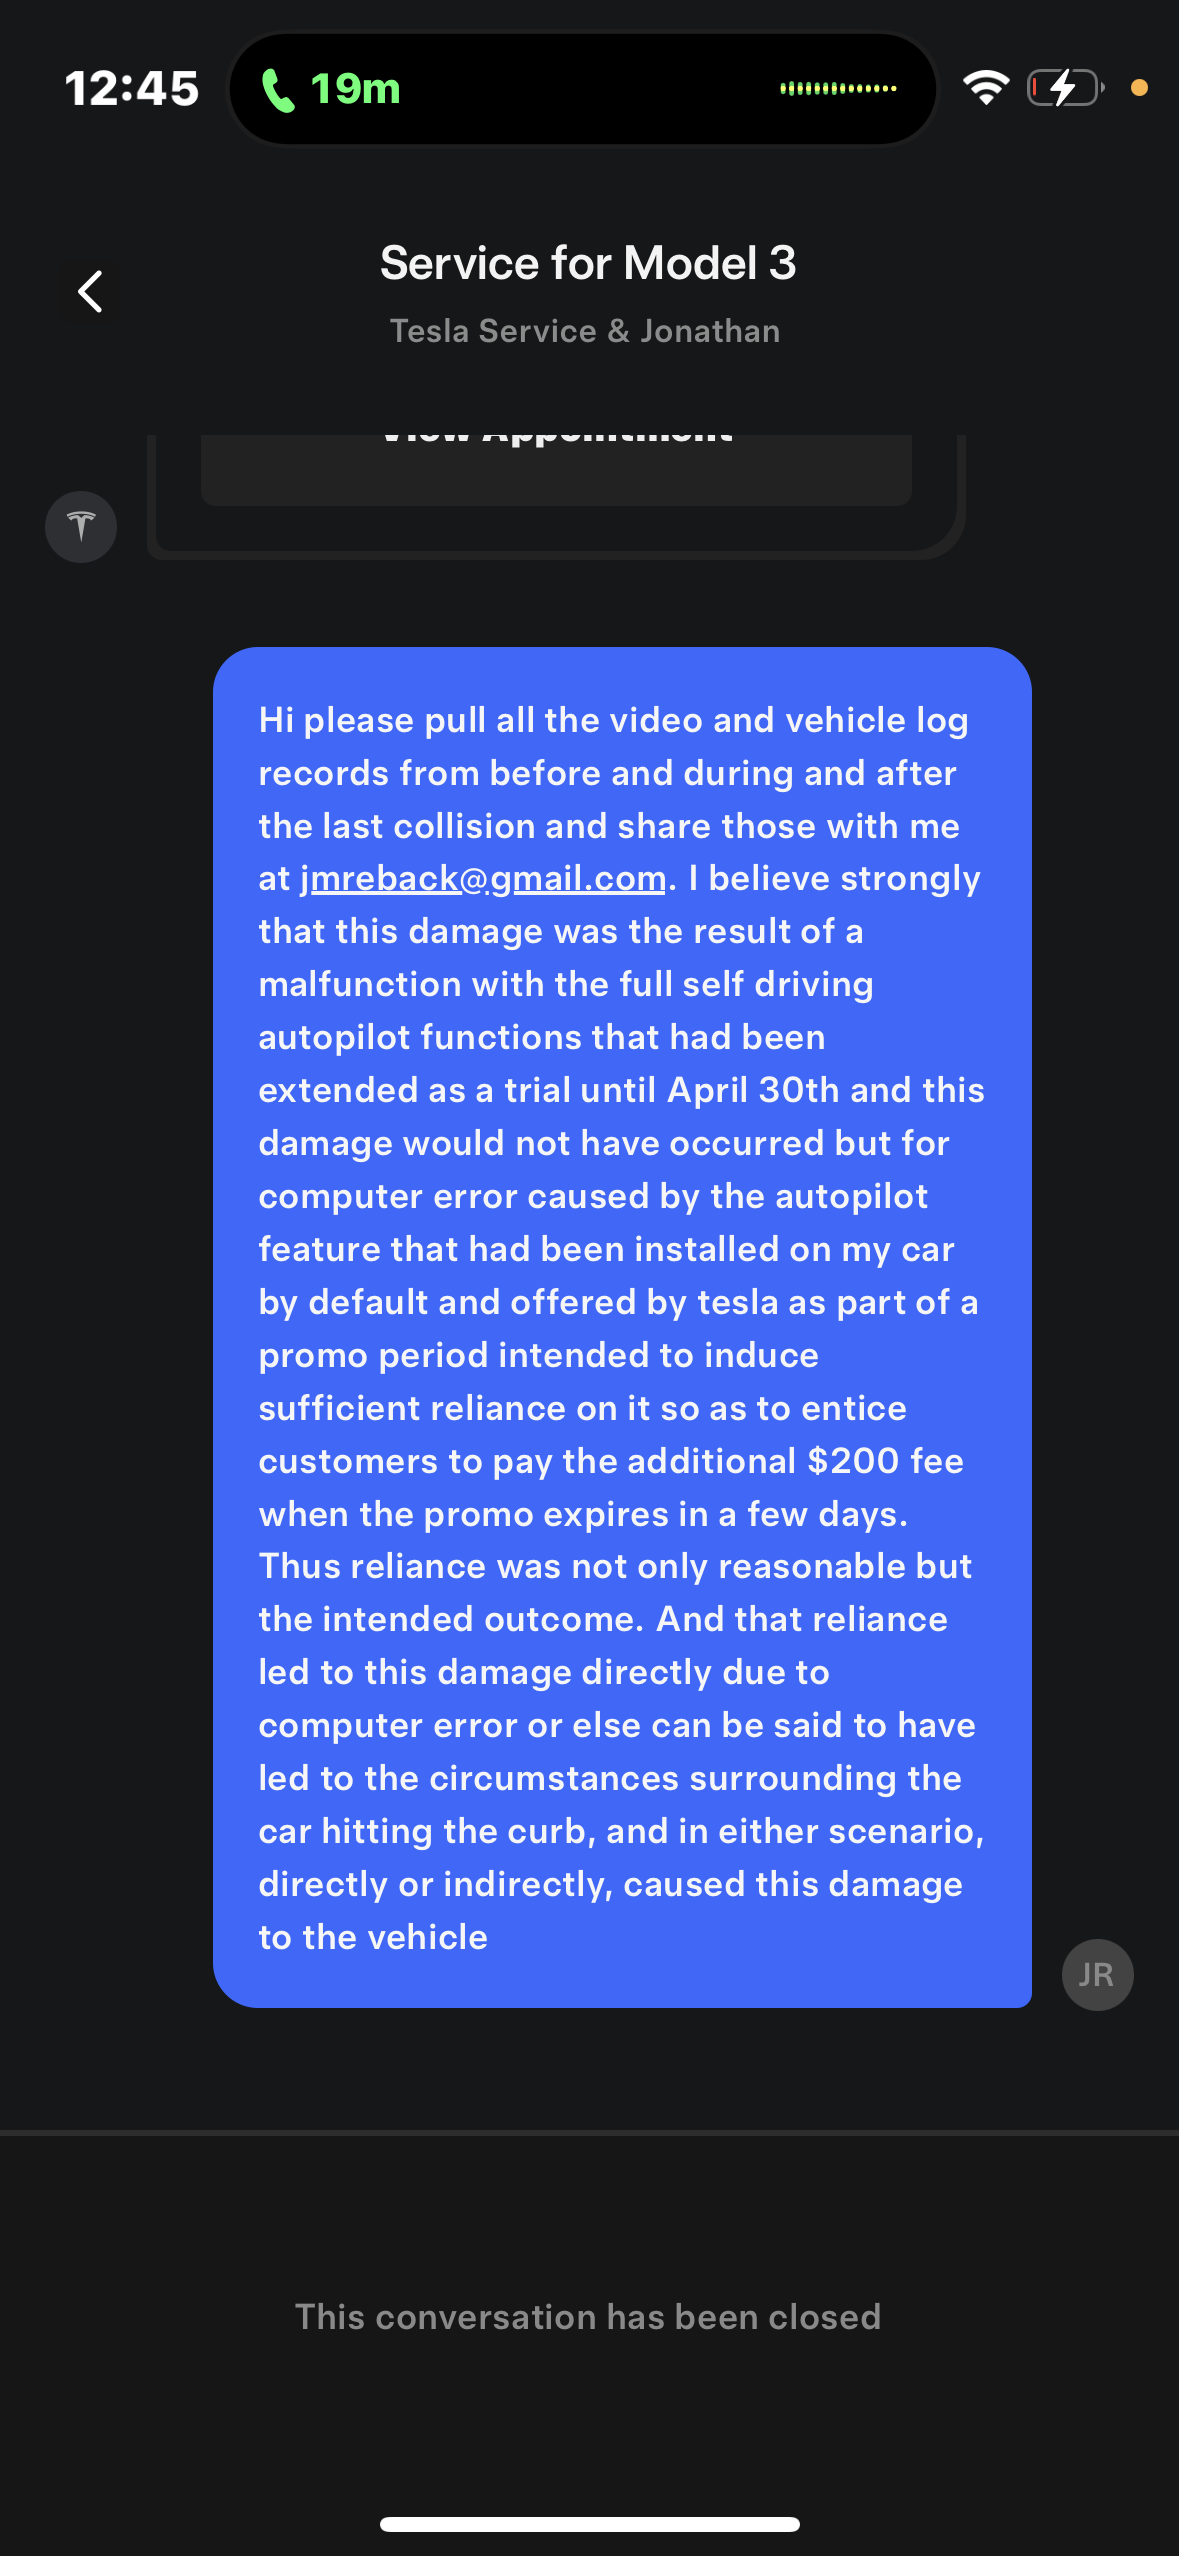 12:45
19m
Service for Model 3
Tesla Service & Jonathan
View Appointment
Hi please pull all the video and vehicle log
records from before and during and after
the last collision and share those with me
at jmreback@gmail.com. I believe strongly
that this damage was the result of a
malfunction with the full self driving
autopilot functions that had been
extended as a trial until April 30th and this
damage would not have occurred but for
computer error caused by the autopilot
feature that had been installed on my car
by default and offered by tesla as part of a
promo period intended to induce
sufficient reliance on it so as to entice
customers to pay the additional $200 fee
when the promo expires in a few days.
Thus reliance was not only reasonable but
the intended outcome. And that reliance
led to this damage directly due to
computer error or else can be said to have
led to the circumstances surrounding the
car hitting the curb, and in either scenario,
directly or indirectly, caused this damage
to the vehicle
JR
This conversation has been closed